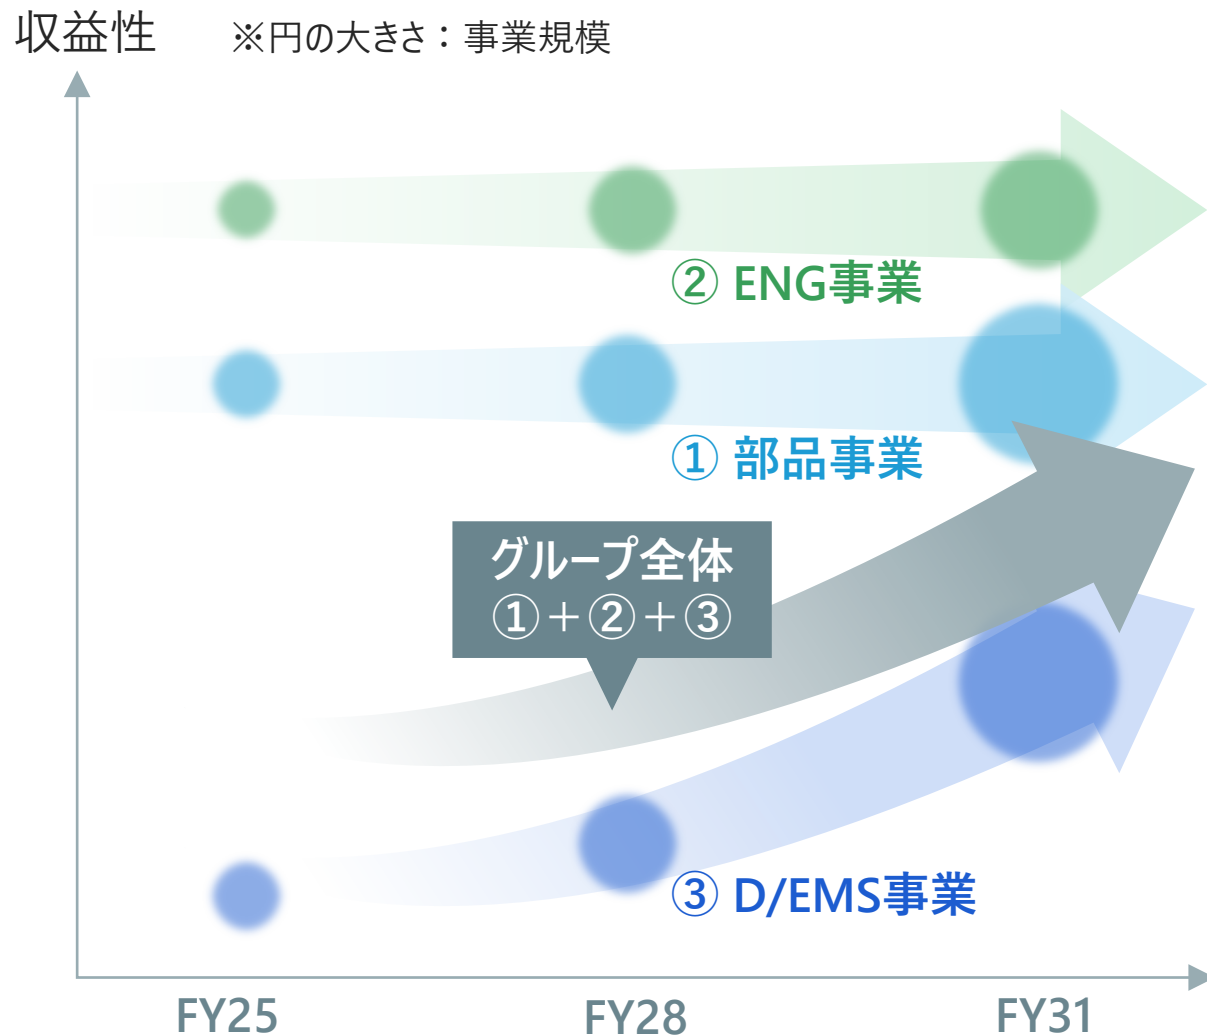 収益性
※円の大きさ：事業規模
② ENG事業
① 部品事業
グループ全体
①＋②＋③
③ D/EMS事業
FY25
FY28
FY31